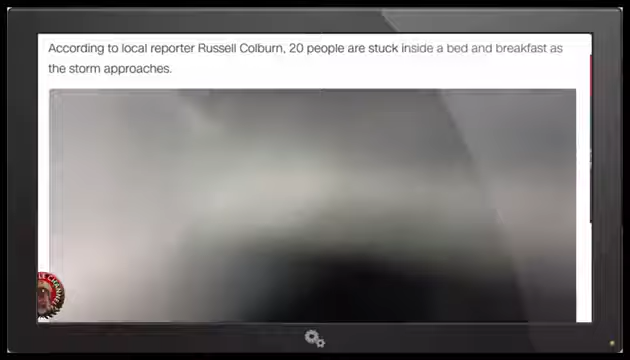 According to local reporter Russell Colburn, 20 people are stuck inside a bed and breakfast as
the storm approaches.